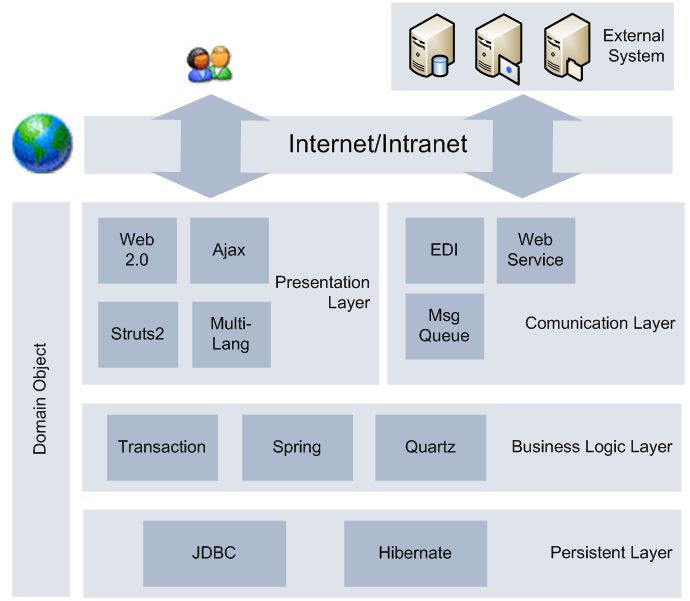 External
System
Internet/Intranet
Web
2.0
Ajax
Presentation
Layer
Struts2
Multi-
Lang
EDI
Web
Service
Msg
Queue
Comunication Layer
Domain Object
Transaction
Spring
Quartz
Business Logic Layer
JDBC
Hibernate
Persistent Layer